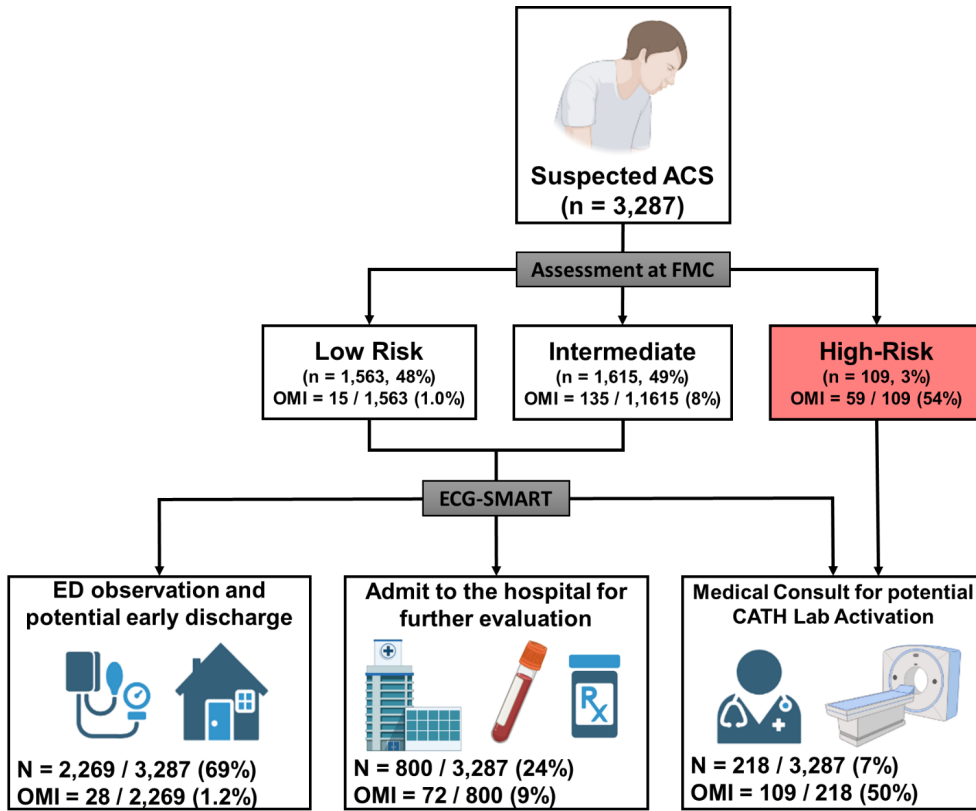 Suspected ACS
(n = 3,287)
Assessment at FMC
Low Risk
(n = 1,563, 48%)
OMI = 15 / 1,563 (1.0%)
Intermediate
(n = 1,615, 49%)
OMI = 135 / 1,1615 (8%)
High-Risk
(n = 109, 3%)
OMI = 59 / 109 (54%)
ECG-SMART
ED observation and
potential early discharge
N = 2,269 / 3,287 (69%)
OMI = 28 / 2,269 (1.2%)
Admit to the hospital for
further evaluation
Rx
N = 800 / 3,287 (24%)
OMI = 72 / 800 (9%)
Medical Consult for potential
CATH Lab Activation
N = 218 / 3,287 (7%)
OMI = 109 / 218 (50%)